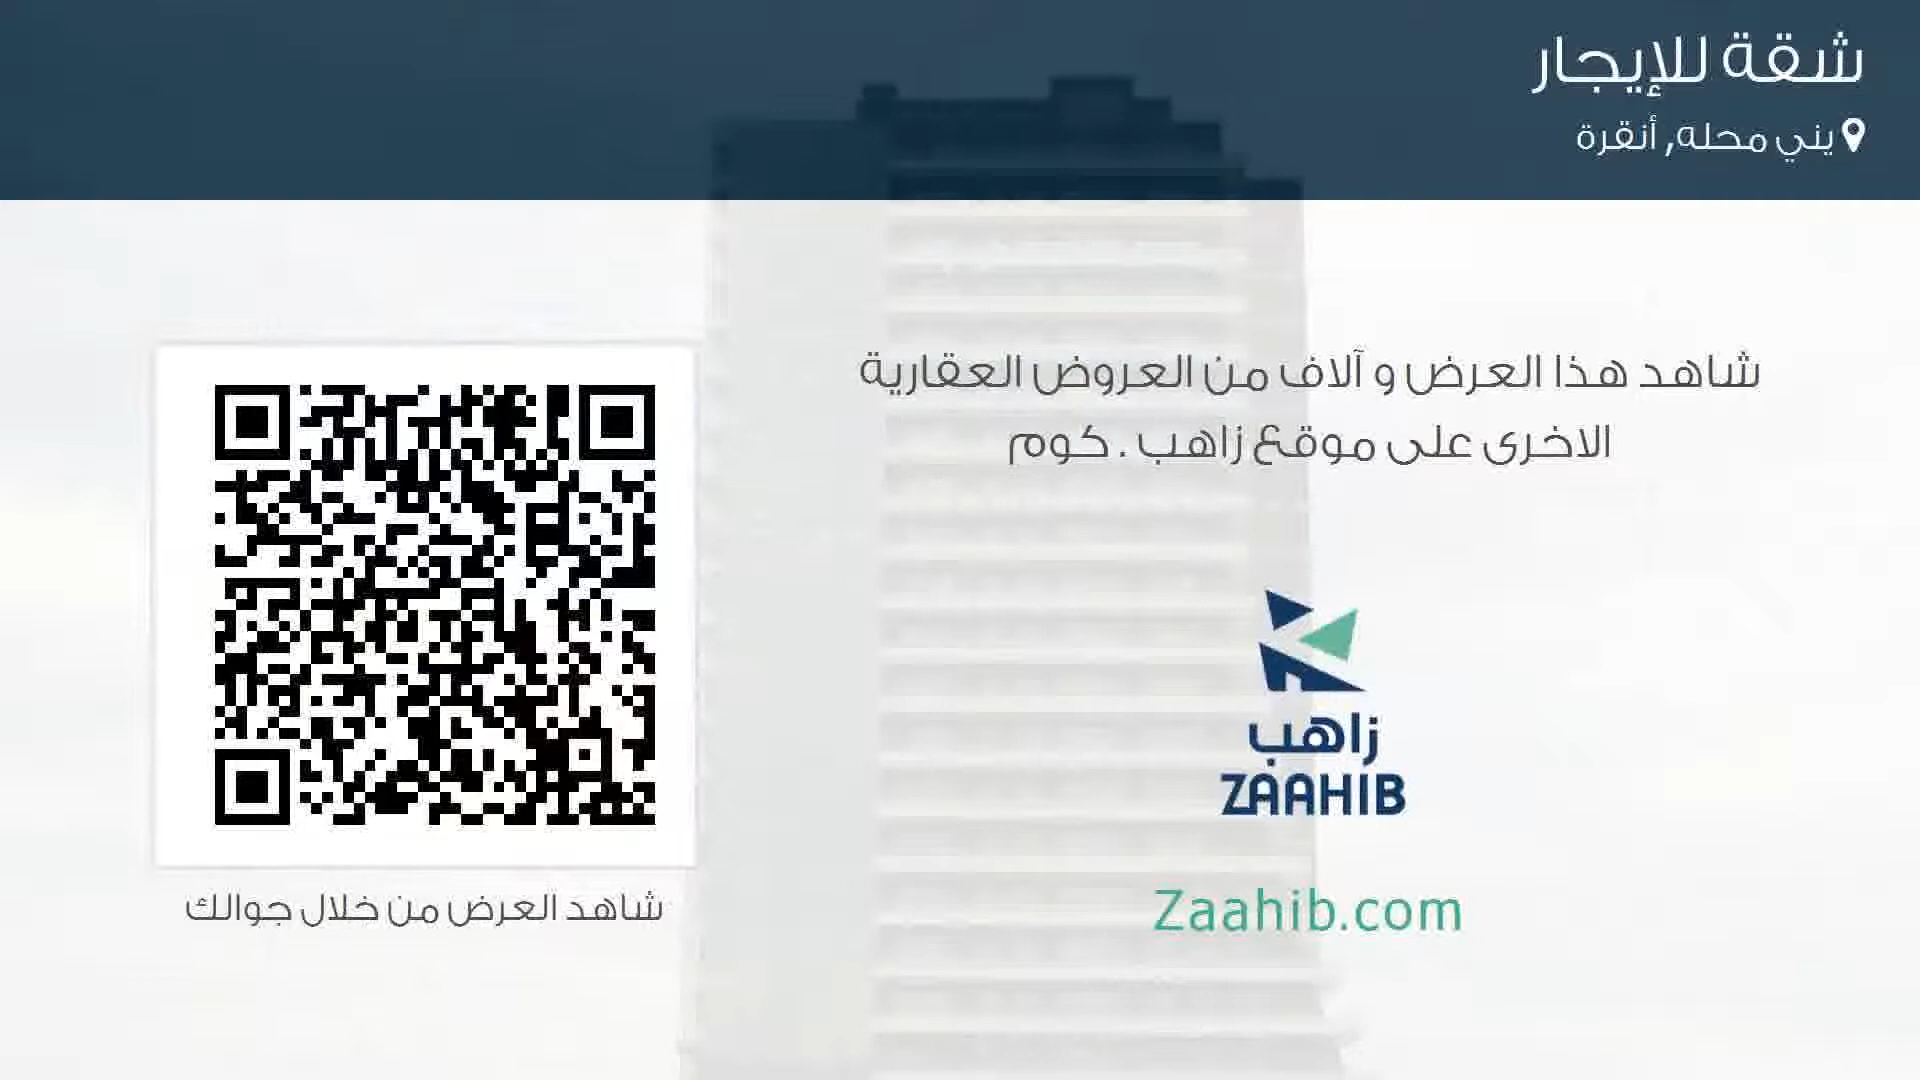 شقة للإيجار
يني محله, أنقرة
شاهد هذا العرض و آلاف من العروض العقارية
الاخرى على موقع زاهب . كوم
زاهب
ZAAHIB
Zaahib.com
شاهد العرض من خلال جوالك